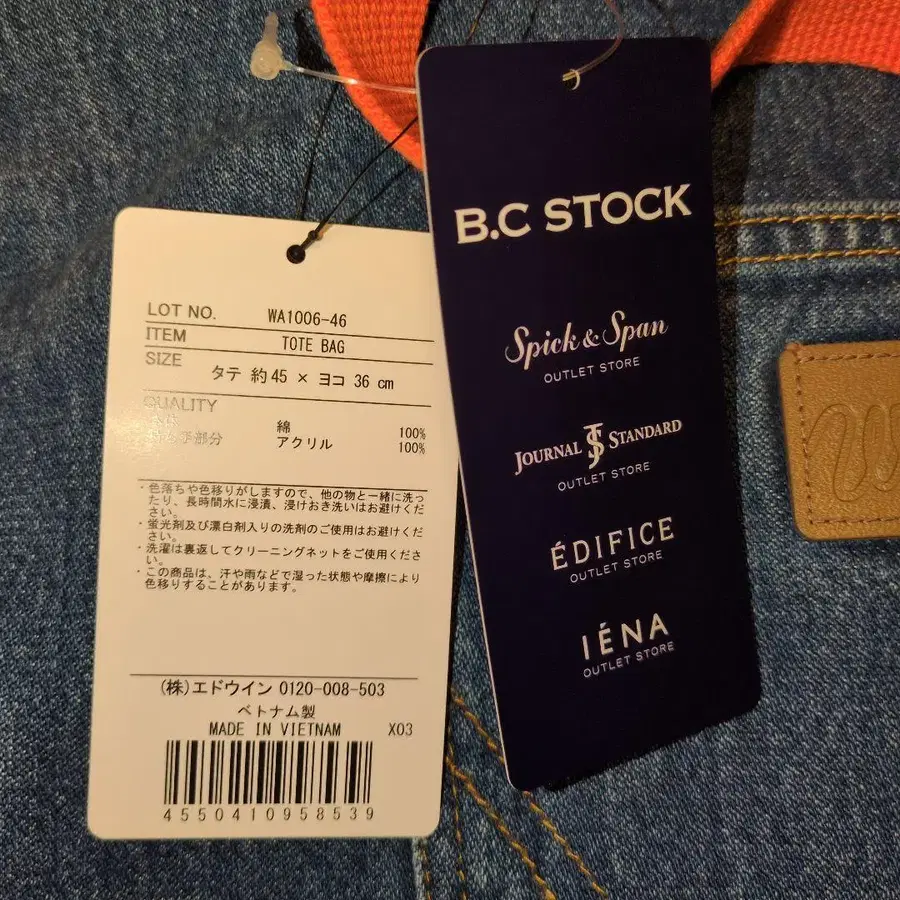 LOT NO. WA1006-46
ITEM TOTE BAG
SIZE
タテ 約45 × ヨコ 36 cm
QUALITY
綿 100%
部分 アクリル 100%
・色落ちや色移りがしますので、他の物と一緒に洗っ
たり、長時間水に浸漬、浸けおき洗いはお避けくだ
さい。
・蛍光剤及び漂白剤入りの洗剤のご使用はお避けくだ
さい。
・洗濯は裏返してクリーニングネットをご使用くださ
い。
・この商品は、汗や雨などで湿った状態や摩擦により
色移りすることがあります。
(株)エドウイン 0120-008-503
ベトナム製
MADE IN VIETNAM X03
4550410958539
B.C STOCK
Spick & Span
OUTLET STORE
JOURNAL JS STANDARD
OUTLET STORE
ÉDIFICE
OUTLET STORE
IÉNA
OUTLET STORE